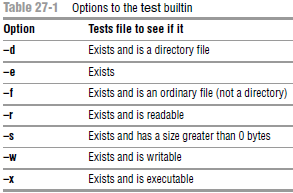 Table 27-1 Options to the test builtin
Option Tests file to see if it
–d Exists and is a directory file
–e Exists
–f Exists and is an ordinary file (not a directory)
–r Exists and is readable
–s Exists and has a size greater than 0 bytes
–w Exists and is writable
–x Exists and is executable